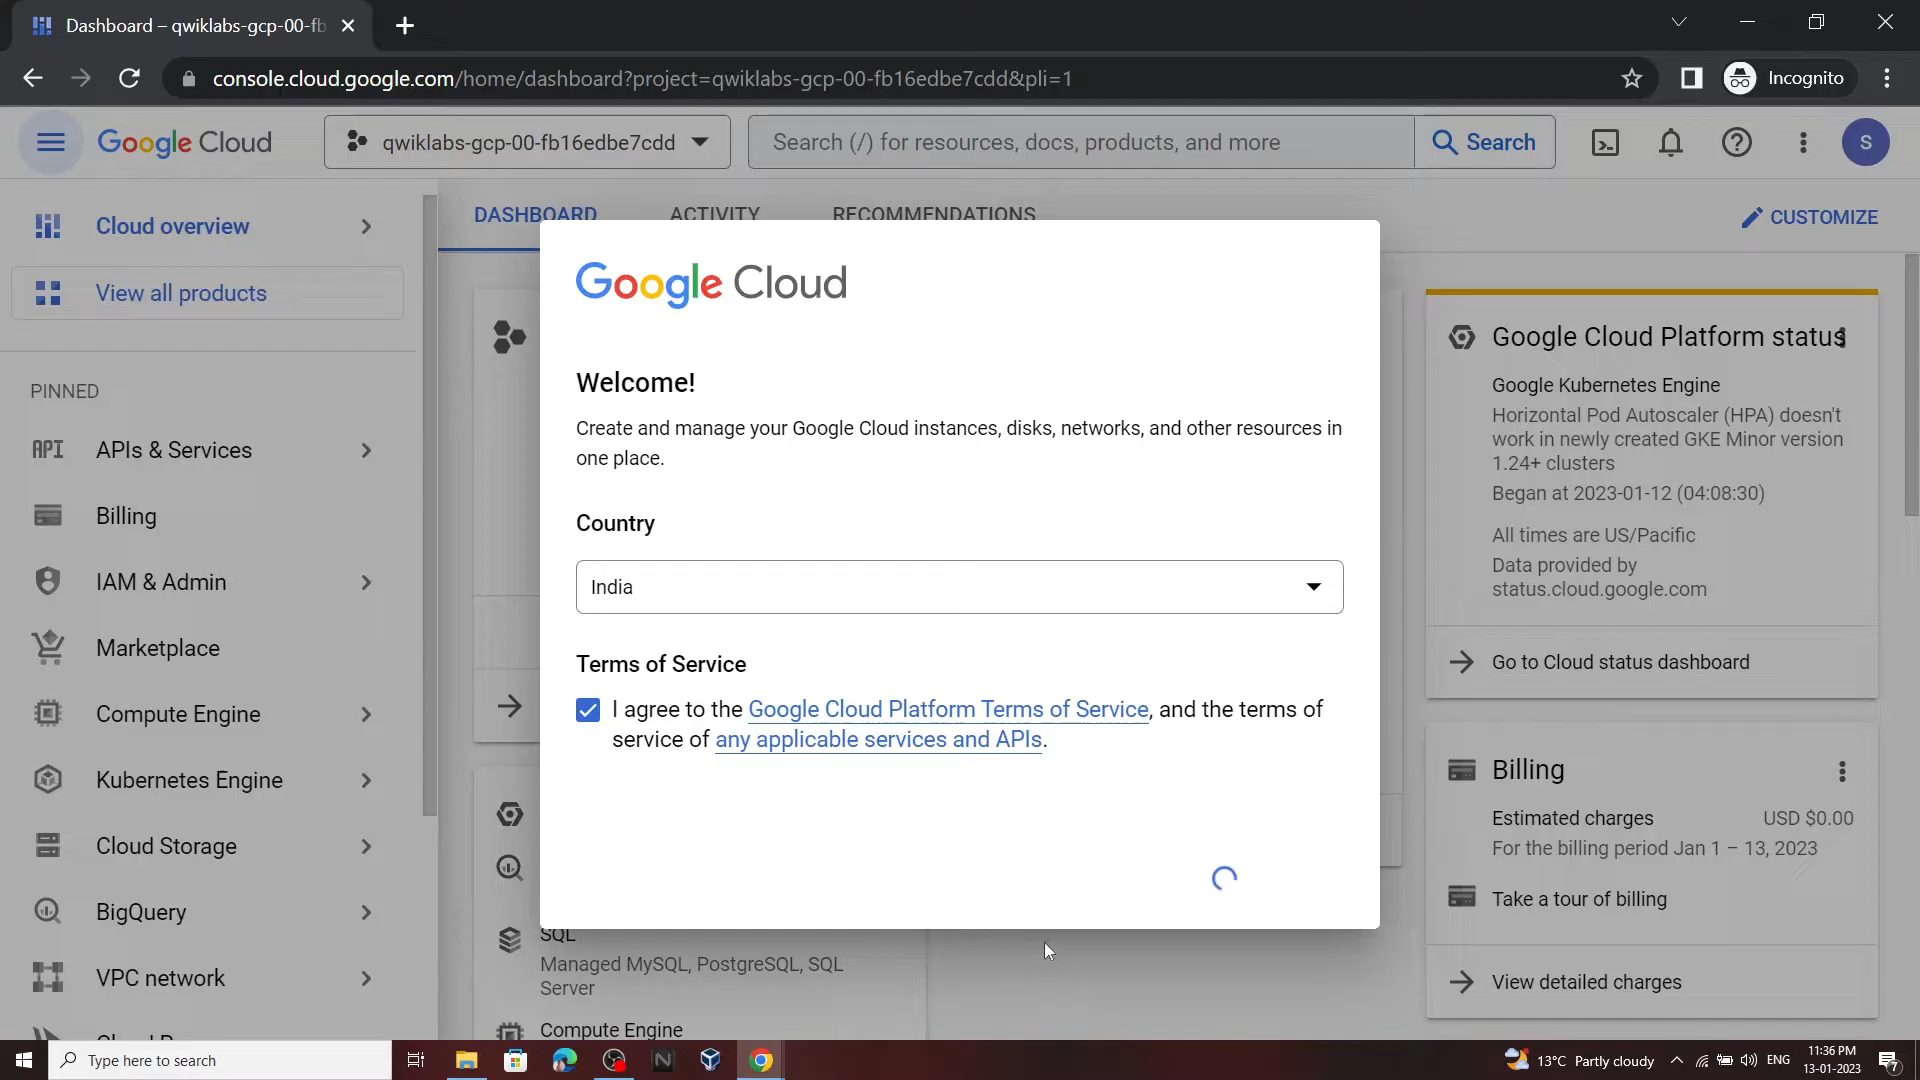 Dashboard – qwiklabs-gcp-00-fb
console.cloud.google.com/home/dashboard?project=qwiklabs-gcp-00-fb16edbe7cdd&pli=1
Incognito
Google Cloud
qwiklabs-gcp-00-fb16edbe7cdd
Search (/) for resources, docs, products, and more
Search
S
Cloud overview
View all products
PINNED
API
APIs & Services
Billing
IAM & Admin
Marketplace
Compute Engine
Kubernetes Engine
Cloud Storage
BigQuery
VPC network
DASHBOARD
ACTIVITY
RECOMMENDATIONS
CUSTOMIZE
Google Cloud
Welcome!
Create and manage your Google Cloud instances, disks, networks, and other resources in
one place.
Country
India
Terms of Service
I agree to the Google Cloud Platform Terms of Service, and the terms of
service of any applicable services and APIs.
SQL
Managed MySQL, PostgreSQL, SQL
Server
Compute Engine
Google Cloud Platform status
Google Kubernetes Engine
Horizontal Pod Autoscaler (HPA) doesn't
work in newly created GKE Minor version
1.24+ clusters
Began at 2023-01-12 (04:08:30)
All times are US/Pacific
Data provided by
status.cloud.google.com
Go to Cloud status dashboard
Billing
Estimated charges
USD $0.00
For the billing period Jan 1 – 13, 2023
Take a tour of billing
View detailed charges
Type here to search
N
13°C Partly cloudy
ENG
11:36 PM
13-01-2023
7